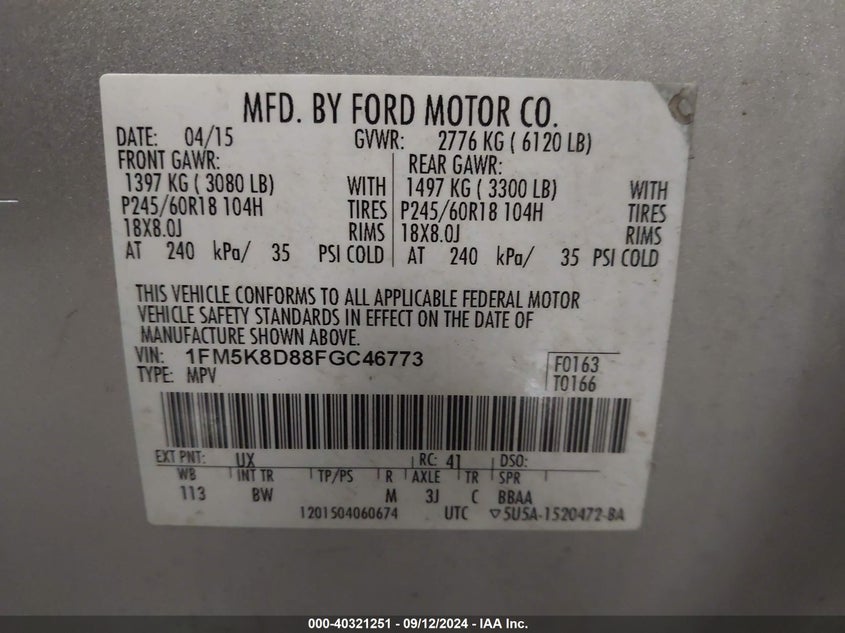 MFD. BY FORD MOTOR CO.
DATE: 04/15 GVWR: 2776 KG ( 6120 LB)
FRONT GAWR: REAR GAWR:
1397 KG ( 3080 LB) WITH 1497 KG ( 3300 LB) WITH
P245/60R18 104H TIRES P245/60R18 104H TIRES
18X8.0J RIMS 18X8.0J RIMS
AT 240 kPa/ 35 PSI COLD AT 240 kPa/ 35 PSI COLD
THIS VEHICLE CONFORMS TO ALL APPLICABLE FEDERAL MOTOR
VEHICLE SAFETY STANDARDS IN EFFECT ON THE DATE OF
MANUFACTURE SHOWN ABOVE.
VIN: 1FM5K8D88FGC46773 F0163
TYPE: MPV T0166
EXT PNT: UX RC: 41 DSO:
WB INT TR TP/PS R AXLE TR SPR
113 BW M 3J C BBAA
1201504060674 UTC ▽5U5A-1520472-BA
000-40321251 - 09/12/2024 - IAA Inc.